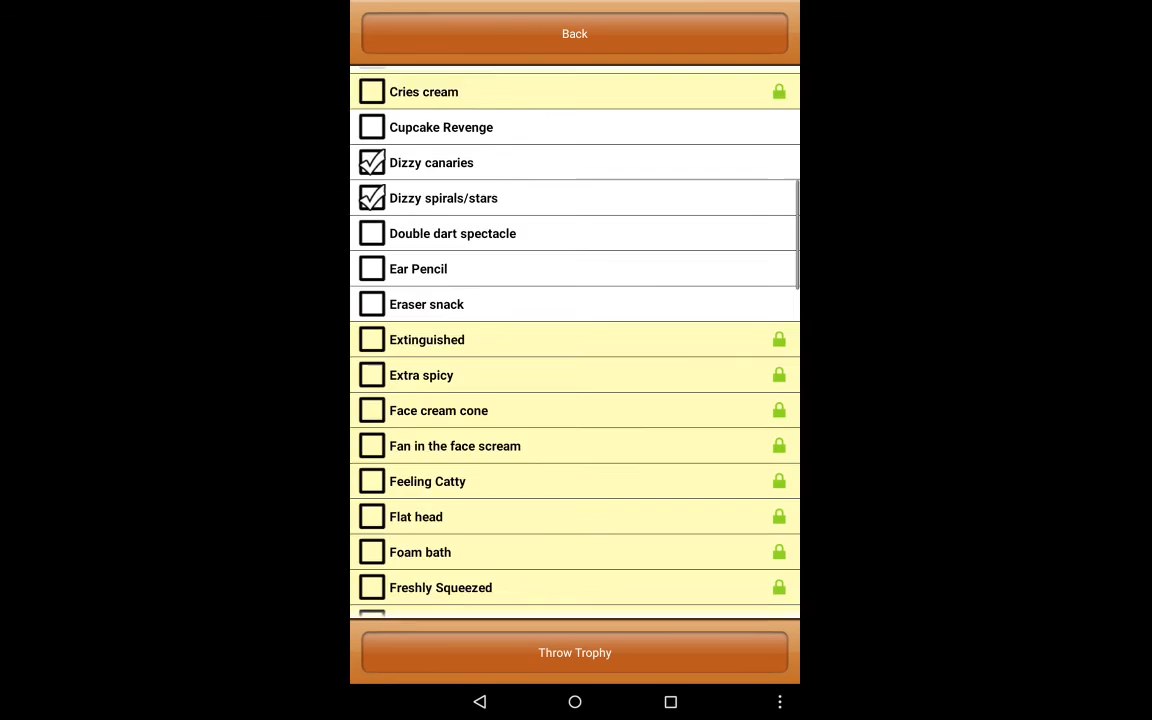 Back
Cries cream
Cupcake Revenge
Dizzy canaries
Dizzy spirals/stars
Double dart spectacle
Ear Pencil
Eraser snack
Extinguished
Extra spicy
Face cream cone
Fan in the face scream
Feeling Catty
Flat head
Foam bath
Freshly Squeezed
Throw Trophy